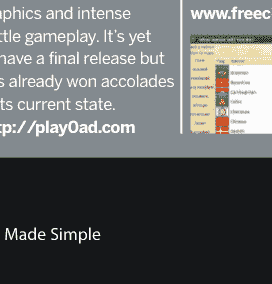 aphics and intense
ttle gameplay. It's yet
have a final release but
s already won accolades
ts current state.
tp://play0ad.com
www.freec
Made Simple